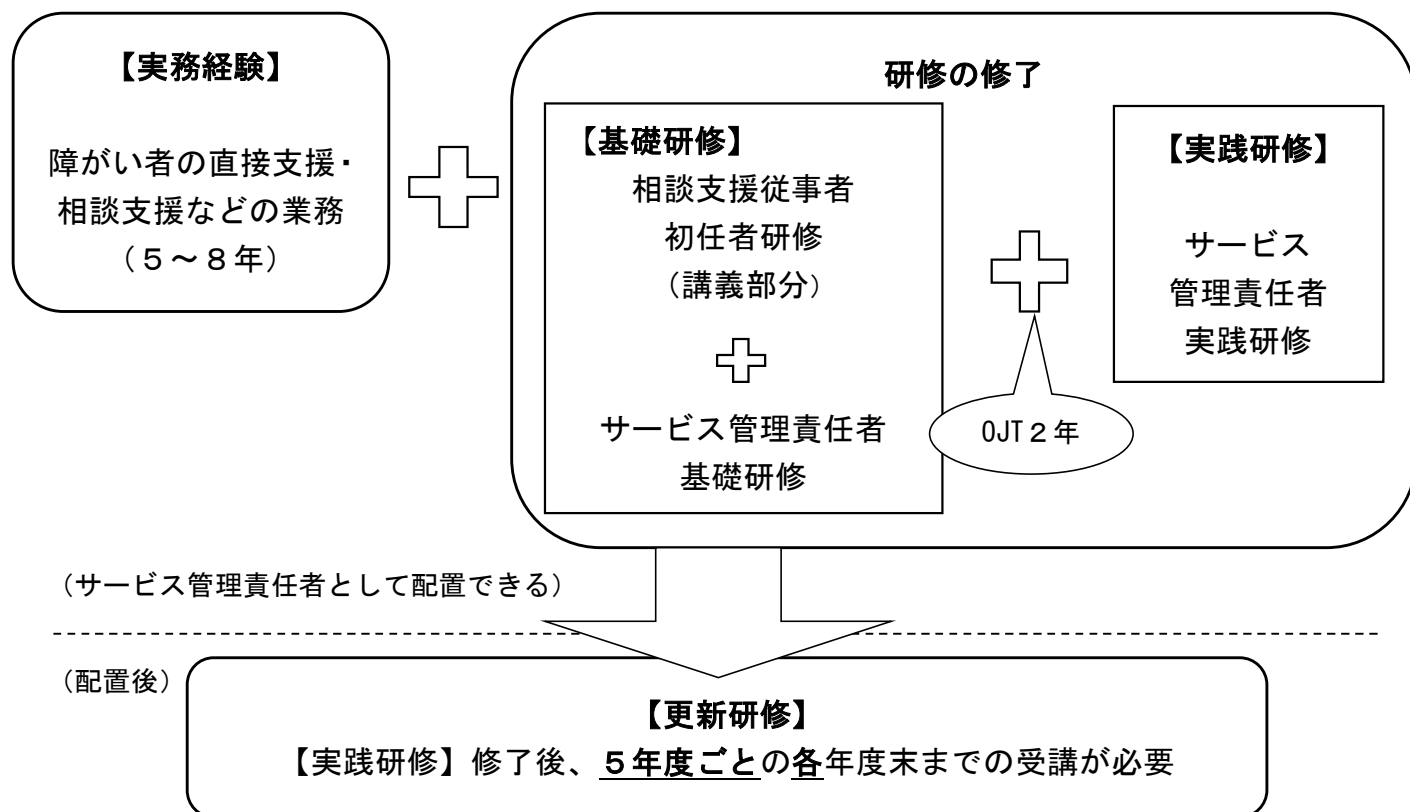 【実務経験】
障がい者の直接支援・
相談支援などの業務
(5~8年)
研修の修了
【基礎研修】
相談支援従事者
初任者研修
(講義部分)
サービス管理責任者
基礎研修
OJT2年
【実践研修】
サービス
管理責任者
実践研修
(サービス管理責任者として配置できる)
(配置後)
【更新研修】
【実践研修】修了後、5年度ごとの各年度末までの受講が必要